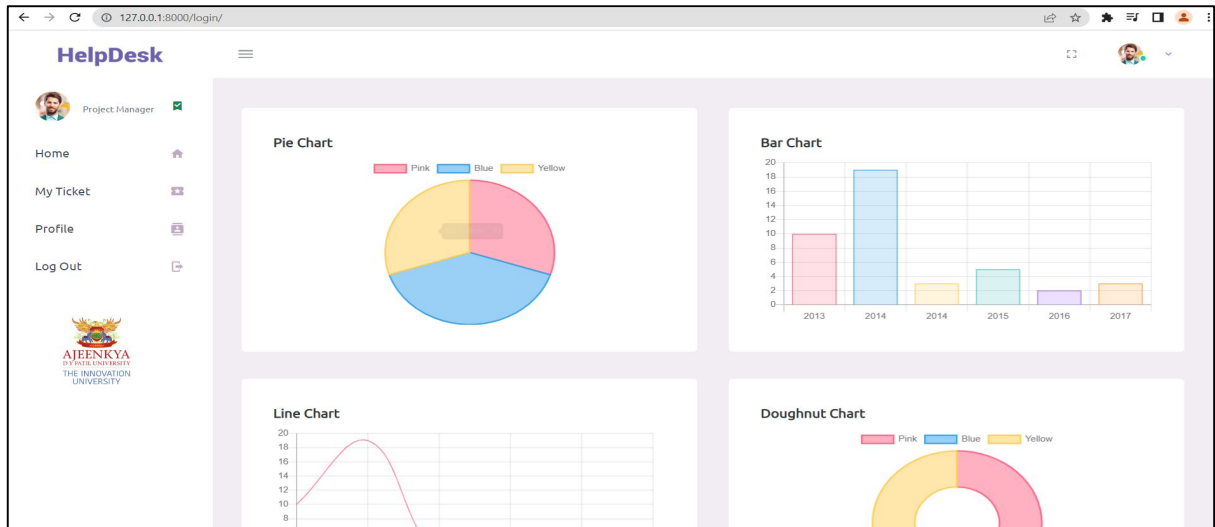 127.0.0.1:8000/login/
HelpDesk
Project Manager
Home
My Ticket
Profile
Log Out
AJEENKYA
D Y PATIL UNIVERSITY
THE INNOVATION
UNIVERSITY
Pie Chart
Pink Blue Yellow
Bar Chart
20
18
16
14
12
10
8
6
4
2
0
2013 2014 2014 2015 2016 2017
Line Chart
20
18
16
14
12
10
8
Doughnut Chart
Pink Blue Yellow